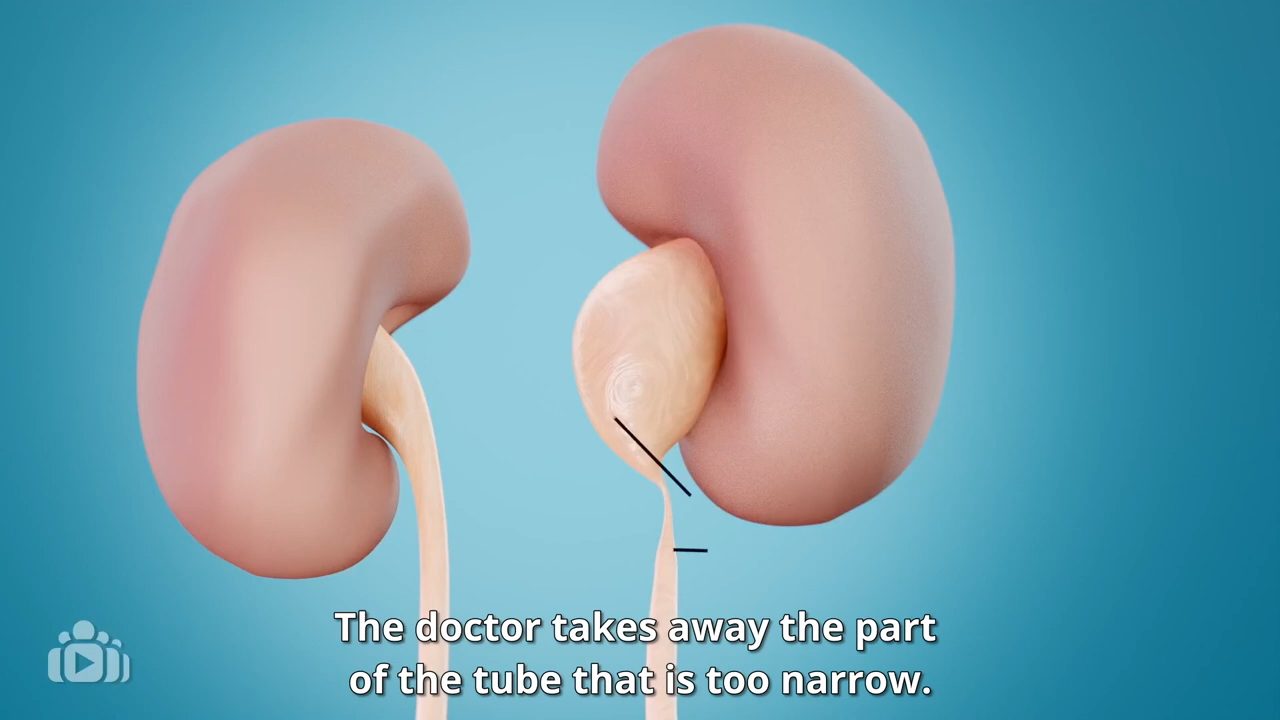 The doctor takes away the part
of the tube that is too narrow.